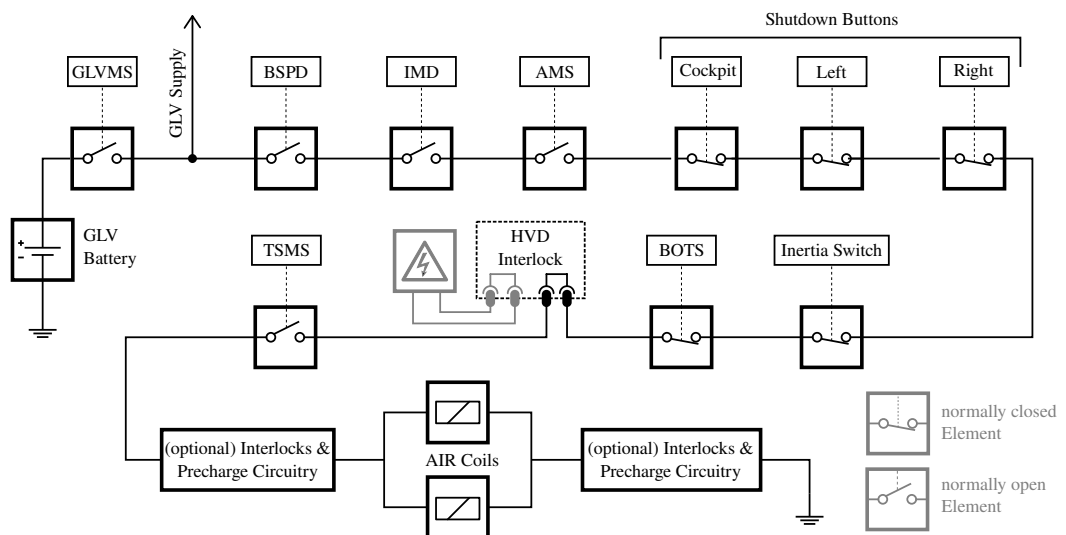 Shutdown Buttons
GLVMS
GLV Supply
BSPD
IMD
AMS
Cockpit
Left
Right
+
-
GLV
Battery
TSMS
HVD
Interlock
BOTS
Inertia Switch
(optional) Interlocks &
Precharge Circuitry
AIR Coils
(optional) Interlocks &
Precharge Circuitry
normally closed
Element
normally open
Element